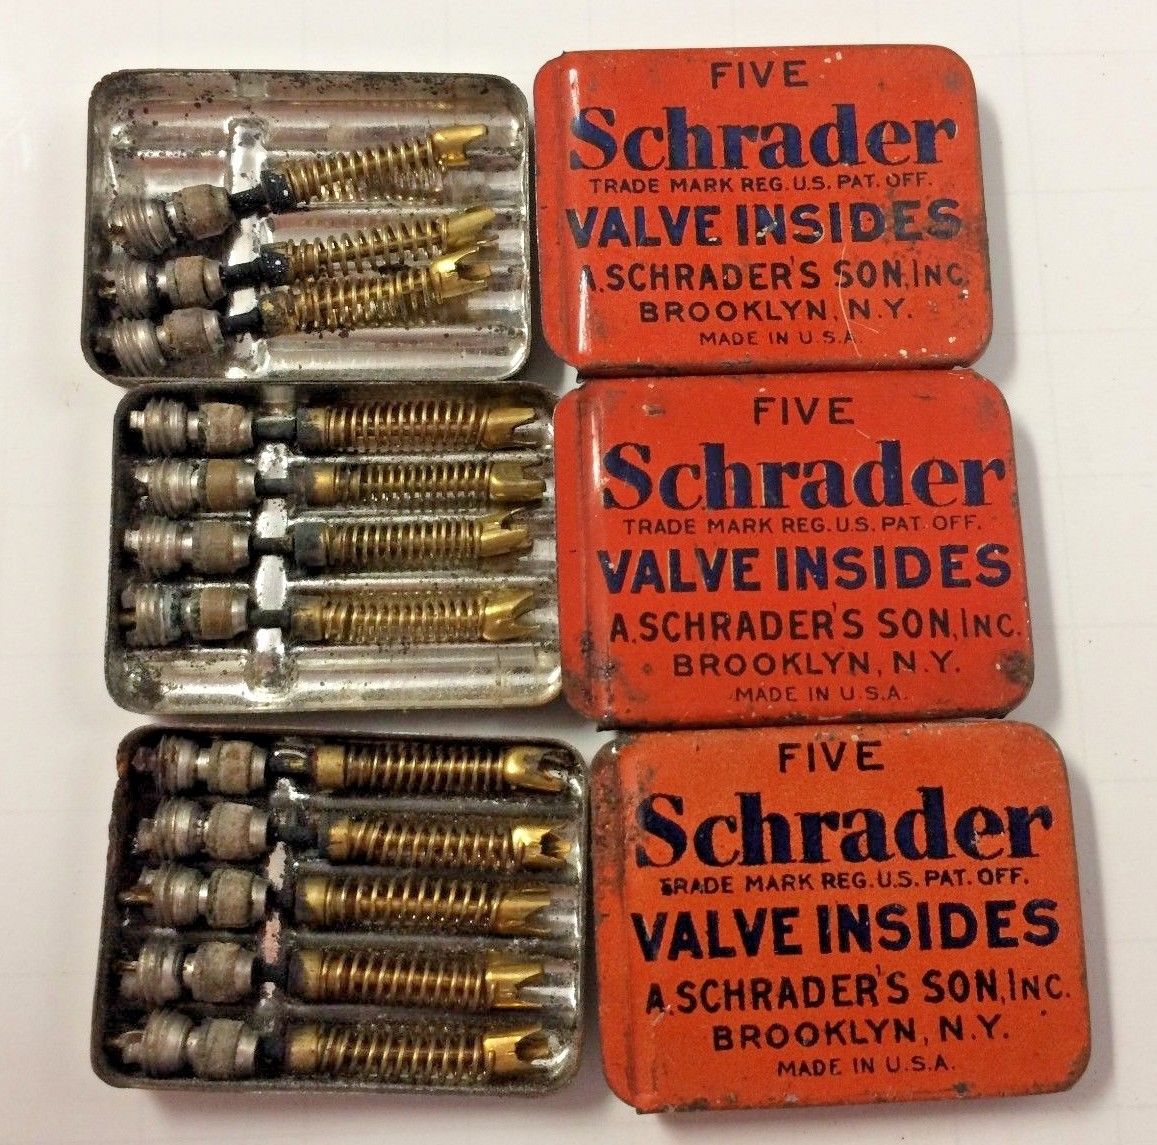 FIVE
Schrader
TRADE MARK REG. U.S. PAT. OFF.
VALVE INSIDES
A. SCHRADER'S SON, INC.
BROOKLYN, N.Y.
MADE IN U.S.A.
FIVE
Schrader
TRADE MARK REG. U.S. PAT. OFF.
VALVE INSIDES
A. SCHRADER'S SON, INC.
BROOKLYN, N.Y.
MADE IN U.S.A.
FIVE
Schrader
TRADE MARK REG. U.S. PAT. OFF.
VALVE INSIDES
A. SCHRADER'S SON, INC.
BROOKLYN, N.Y.
MADE IN U.S.A.